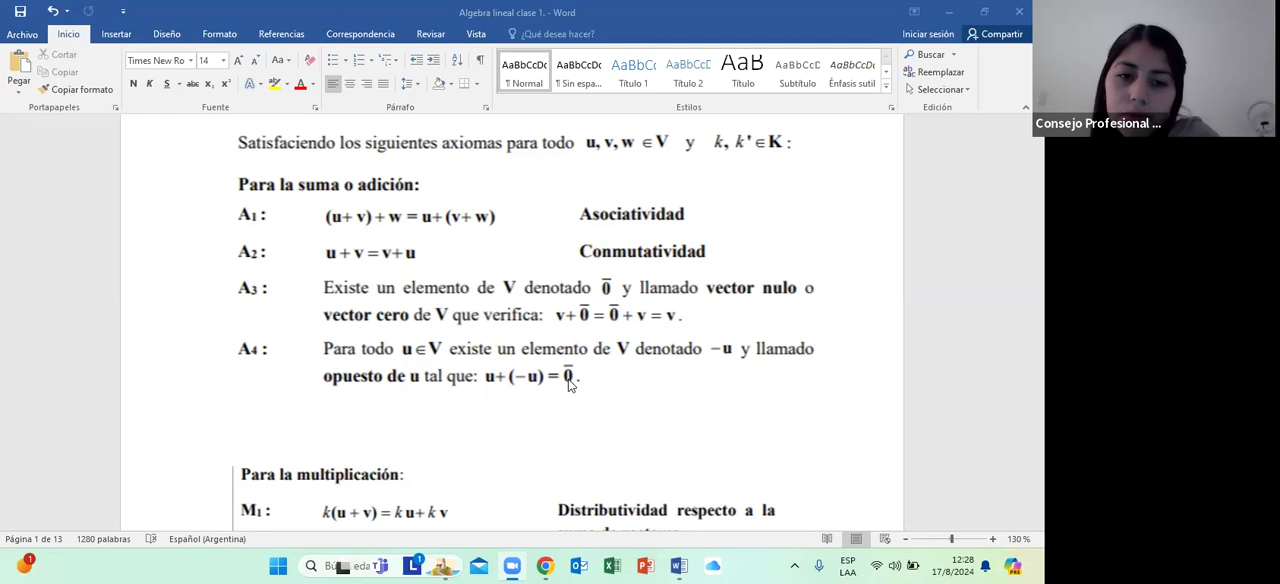 Algebra lineal clase 1. - Word
Archivo Inicio Insertar Diseño Formato Referencias Correspondencia Revisar Vista ¿Qué desea hacer? Iniciar sesión Compartir
Pegar
Cortar
Copiar
Copiar formato
Portapapeles
Times New Ro 14
N K S abc x₂ x²
Fuente
Párrafo
AaBbCcDc AaBbCcDc AaBbCc AaBbCcD AaB AaBbCcD AaBbCcDc
¶ Normal ¶ Sin espa... Título 1 Título 2 Título Subtítulo Énfasis sutil
Estilos
Buscar
Reemplazar
Seleccionar
Edición
Consejo Profesional ...
Satisfaciendo los siguientes axiomas para todo u, v, w ∈ V y k, k' ∈ K :
Para la suma o adición:
A₁ : (u+ v) + w = u+ (v+ w) Asociatividad
A₂ : u + v = v+ u Conmutatividad
A₃ : Existe un elemento de V denotado 0̅ y llamado vector nulo o
vector cero de V que verifica: v+ 0̅ = 0̅ + v = v .
A₄ : Para todo u ∈ V existe un elemento de V denotado −u y llamado
opuesto de u tal que: u+ (−u) = 0̅ .
Para la multiplicación:
M₁ : k(u + v) = k u+ k v Distributividad respecto a la
Página 1 de 13 1280 palabras Español (Argentina) 130 %
1
ESP
LAA
12:28
17/8/2024